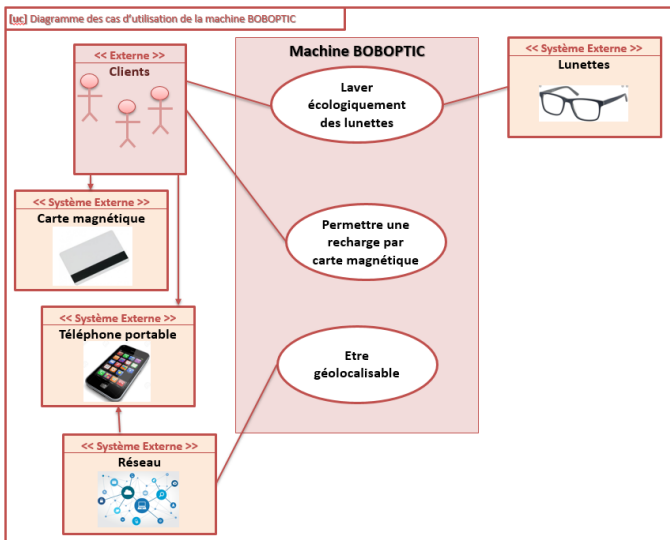 [uc] Diagramme des cas d'utilisation de la machine BOBOPTIC
<< Externe >>
Clients
Machine BOBOPTIC
Laver
écologiquement
des lunettes
<< Système Externe >>
Lunettes
<< Système Externe >>
Carte magnétique
Permettre une
recharge par
carte magnétique
<< Système Externe >>
Téléphone portable
Etre
géolocalisable
<< Système Externe >>
Réseau